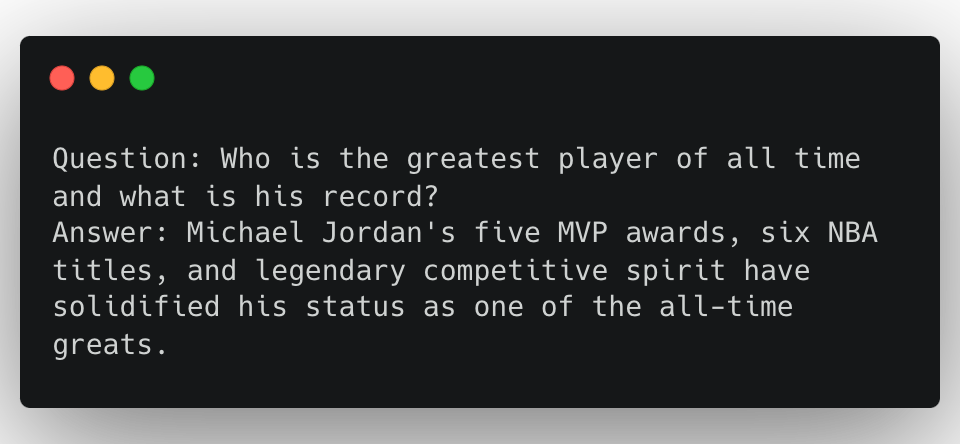 Question: Who is the greatest player of all time
and what is his record?
Answer: Michael Jordan's five MVP awards, six NBA
titles, and legendary competitive spirit have
solidified his status as one of the all-time
greats.